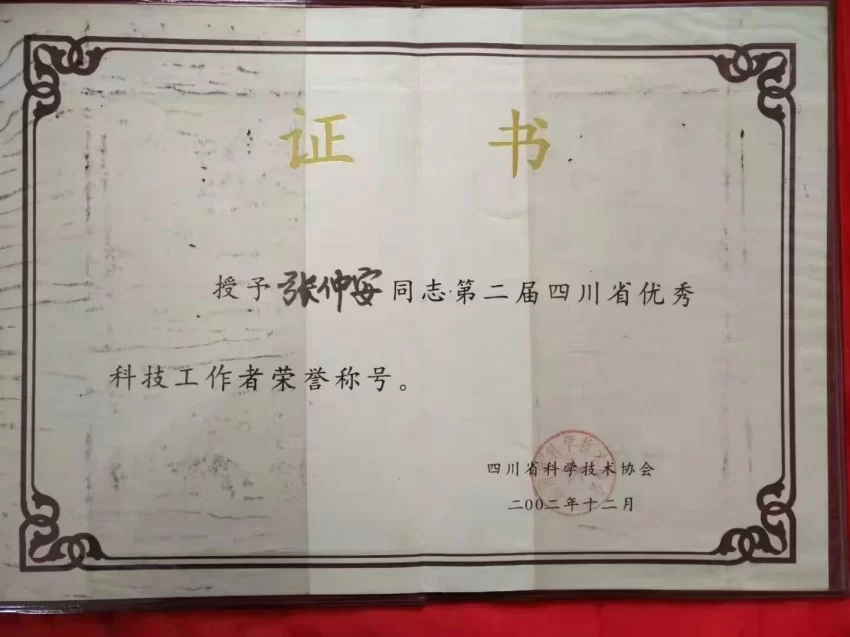 证 书
授予张仲安同志第二届四川省优秀
科技工作者荣誉称号。
四川省科学技术协会
二00二年十二月